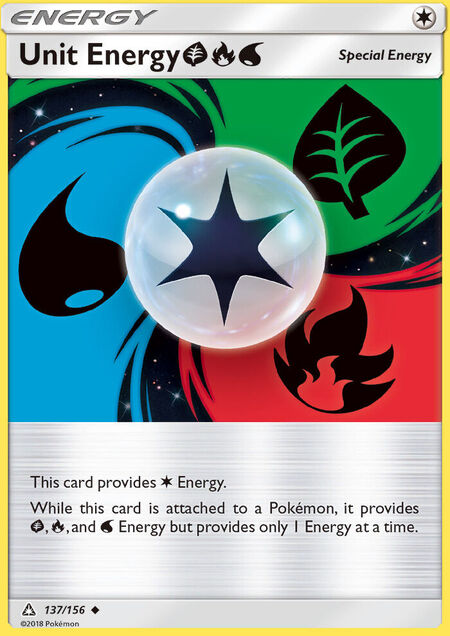 ENERGY
Unit Energy
Special Energy
This card provides Energy.
While this card is attached to a Pokémon, it provides
, , and Energy but provides only 1 Energy at a time.
137/156
©2018 Pokémon